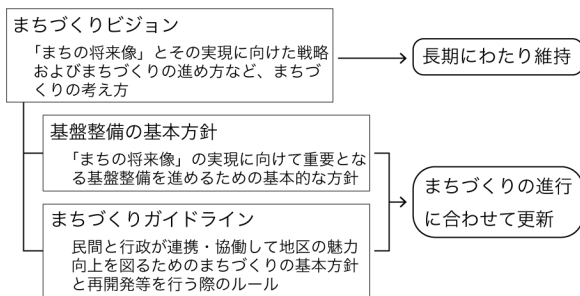 まちづくりビジョン
「まちの将来像」とその実現に向けた戦略
およびまちづくりの進め方など、まちづ
くりの考え方
長期にわたり維持
基盤整備の基本方針
「まちの将来像」の実現に向けて重要とな
る基盤整備を進めるための基本的な方針
まちづくりの進行
に合わせて更新
まちづくりガイドライン
民間と行政が連携・協働して地区の魅力
向上を図るためのまちづくりの基本方針
と再開発等を行う際のルール